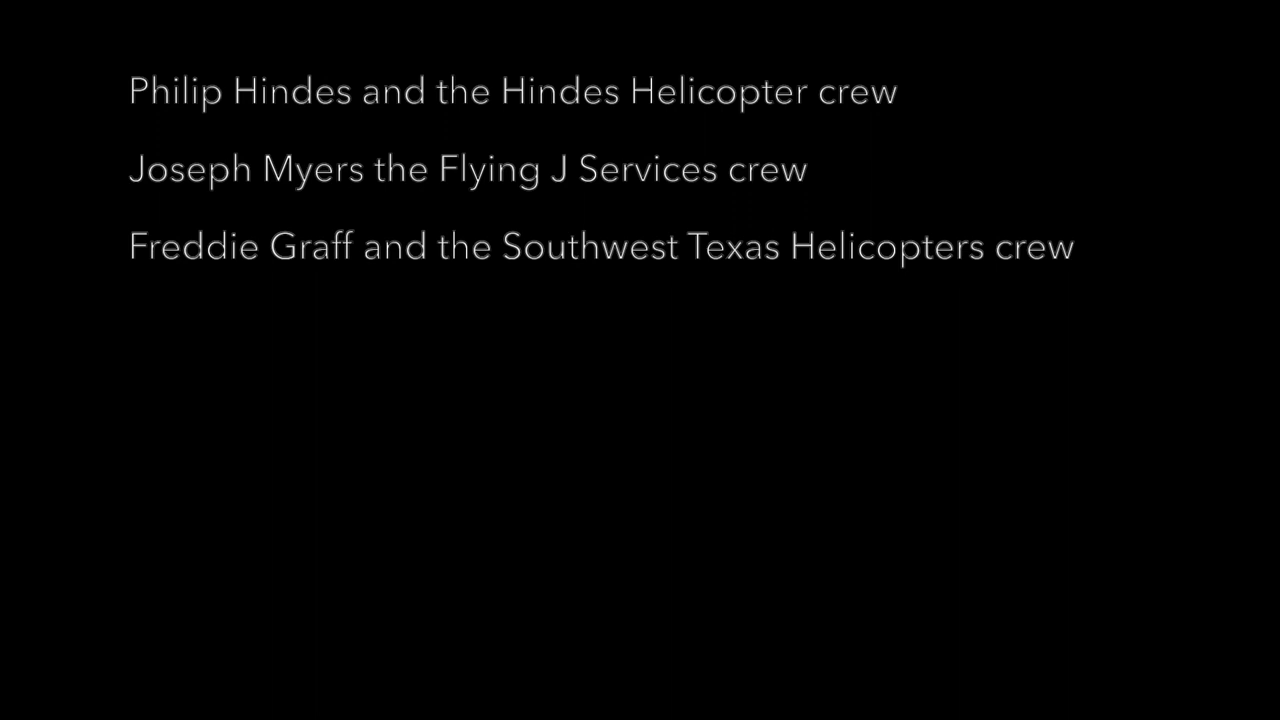 Philip Hindes and the Hindes Helicopter crew
Joseph Myers the Flying J Services crew
Freddie Graff and the Southwest Texas Helicopters crew